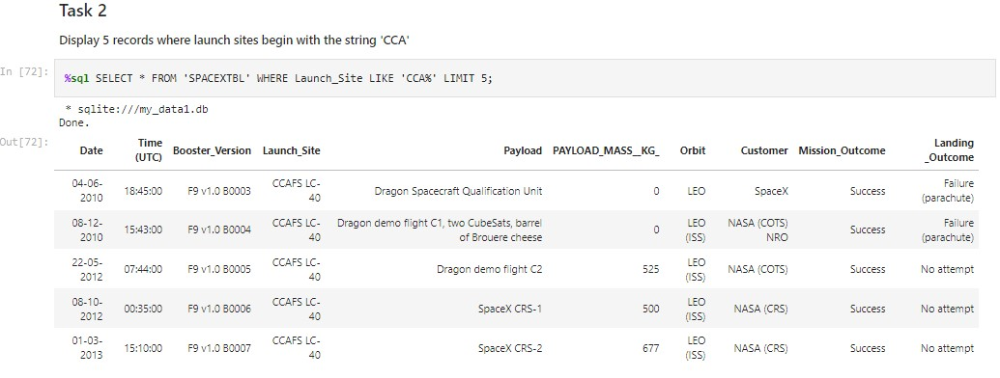 Task 2
Display 5 records where launch sites begin with the string 'CCA'
In [72]: %sql SELECT * FROM 'SPACEXTBL' WHERE Launch_Site LIKE 'CCA%' LIMIT 5;
* sqlite:///my_data1.db
Done.
Out[72]:
Date Time (UTC) Booster_Version Launch_Site Payload PAYLOAD_MASS__KG_ Orbit Customer Mission_Outcome Landing _Outcome
04-06-2010 18:45:00 F9 v1.0 B0003 CCAFS LC-40 Dragon Spacecraft Qualification Unit 0 LEO SpaceX Success Failure (parachute)
08-12-2010 15:43:00 F9 v1.0 B0004 CCAFS LC-40 Dragon demo flight C1, two CubeSats, barrel of Brouere cheese 0 LEO (ISS) NASA (COTS) NRO Success Failure (parachute)
22-05-2012 07:44:00 F9 v1.0 B0005 CCAFS LC-40 Dragon demo flight C2 525 LEO (ISS) NASA (COTS) Success No attempt
08-10-2012 00:35:00 F9 v1.0 B0006 CCAFS LC-40 SpaceX CRS-1 500 LEO (ISS) NASA (CRS) Success No attempt
01-03-2013 15:10:00 F9 v1.0 B0007 CCAFS LC-40 SpaceX CRS-2 677 LEO (ISS) NASA (CRS) Success No attempt